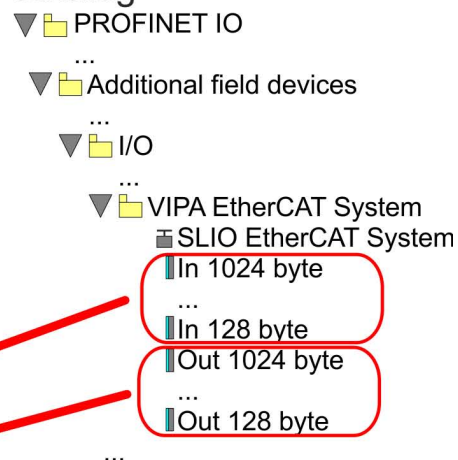 PROFINET IO
...
Additional field devices
...
I/O
...
VIPA EtherCAT System
SLIO EtherCAT System
In 1024 byte
...
In 128 byte
Out 1024 byte
...
Out 128 byte
...